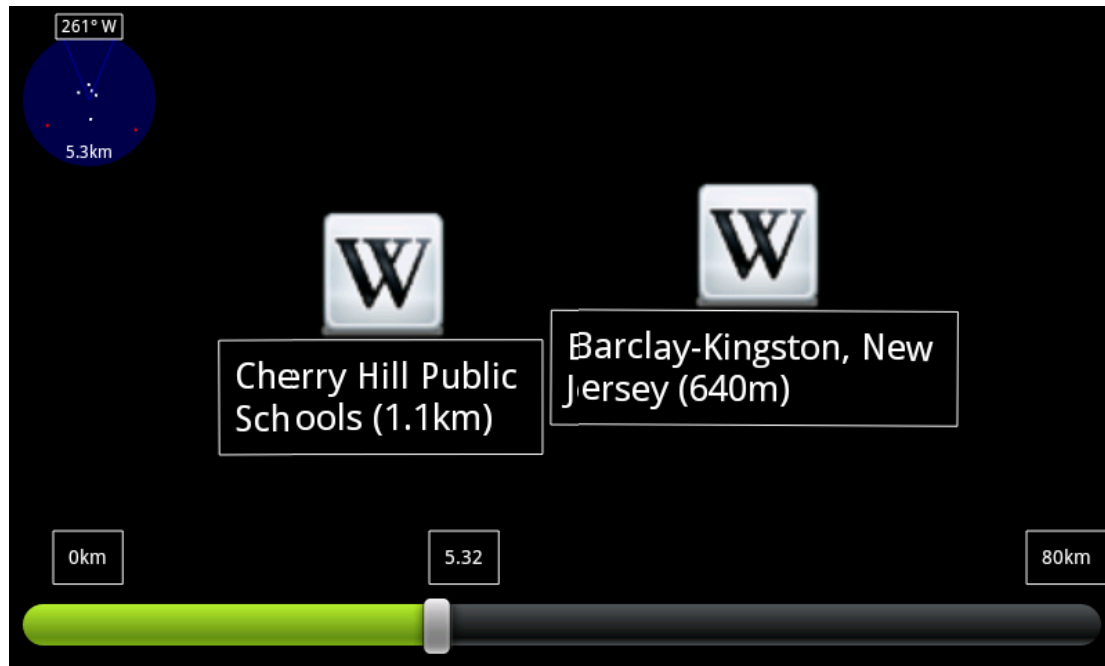 261° W
5.3km
W
W
Cherry Hill Public
Schools (1.1km)
Barclay-Kingston, New
Jersey (640m)
0km
5.32
80km